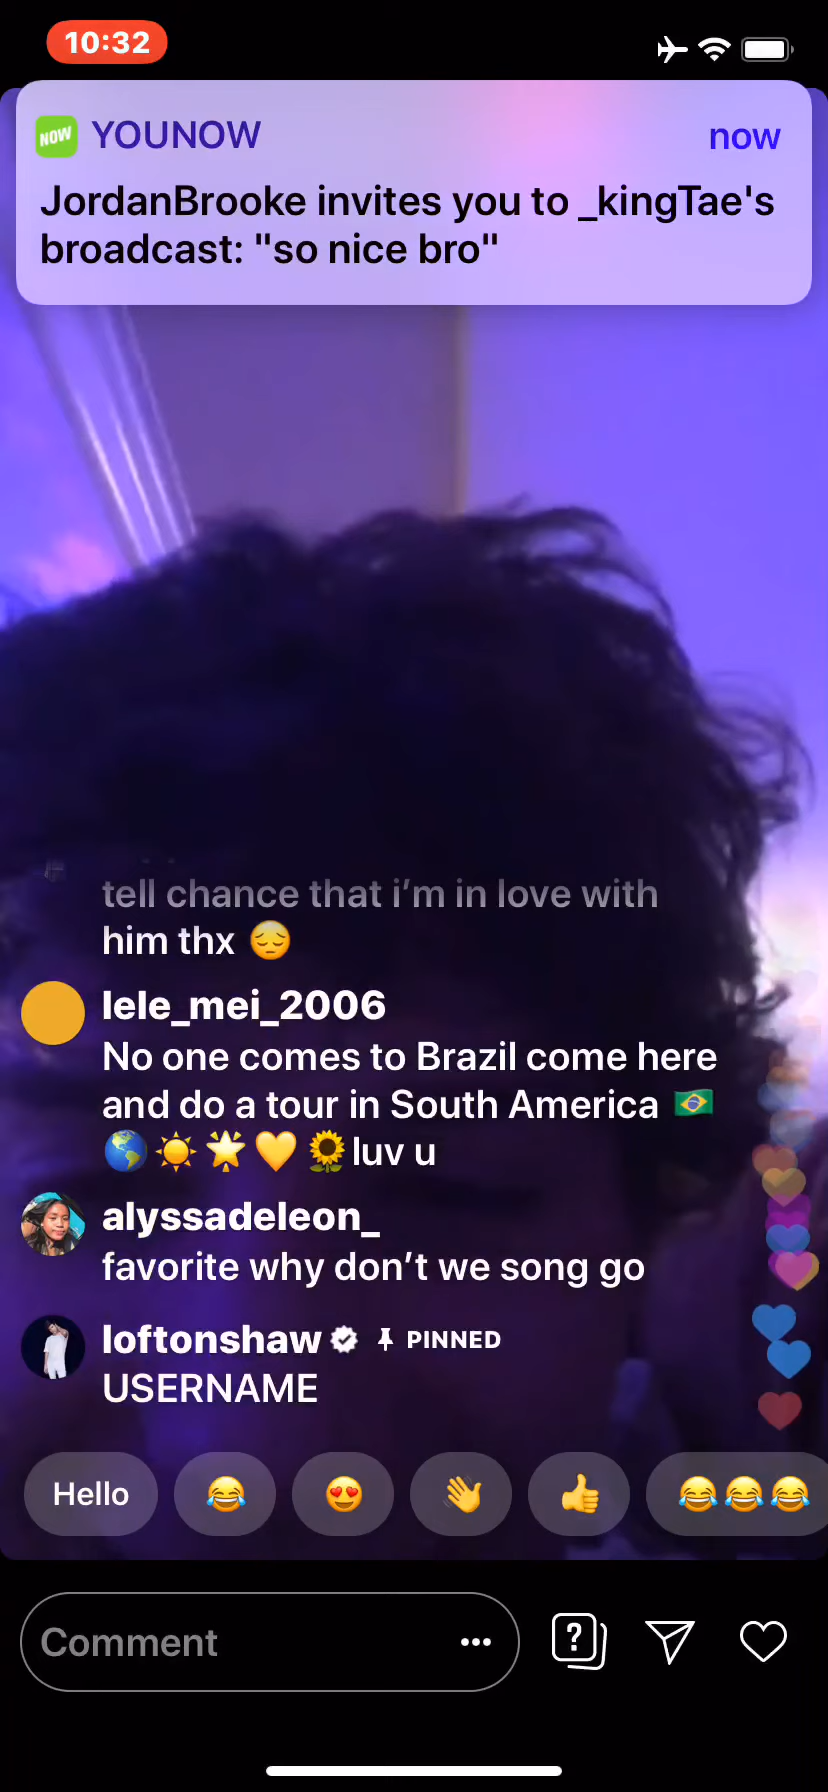 10:32
NOW YOUNOW now
JordanBrooke invites you to _kingTae's
broadcast: "so nice bro"
tell chance that i’m in love with
him thx 😔
lele_mei_2006
No one comes to Brazil come here
and do a tour in South America 🇧🇷
🌎☀️🌟💛🌻luv u
alyssadeleon_
favorite why don’t we song go
loftonshaw PINNED
USERNAME
Hello 😂 😍 👋 👍 😂😂😂
Comment ••• ?